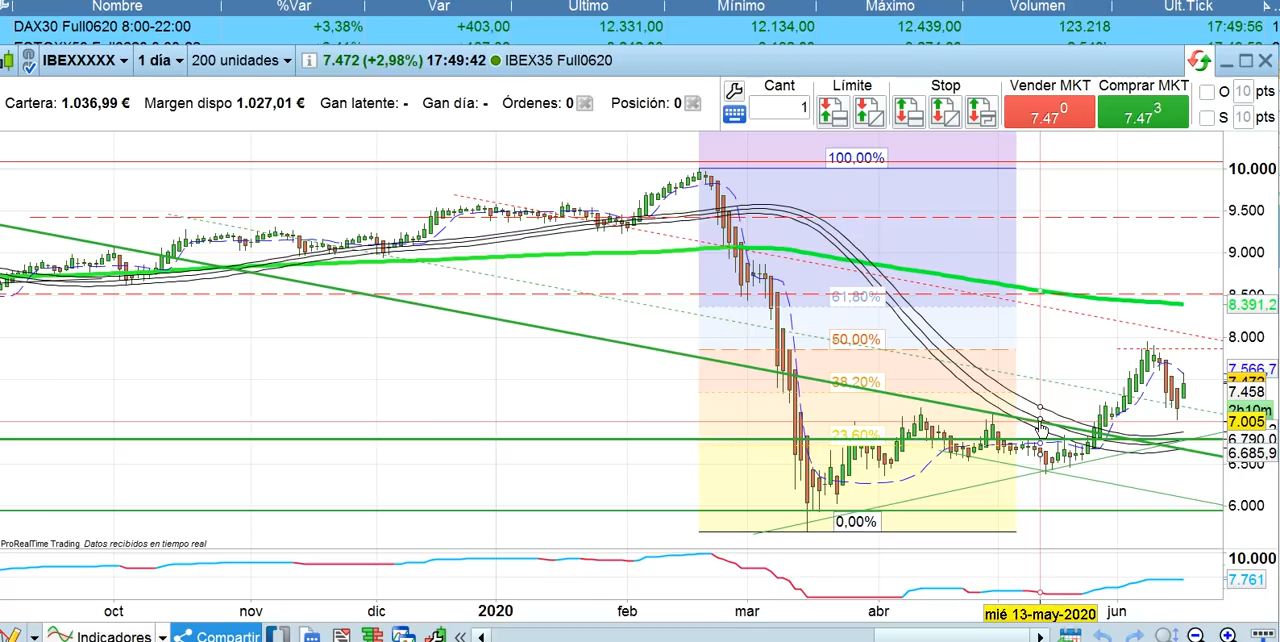 Nombre %Var Var Último Mínimo Máximo Volumen Últ.Tick
DAX30 Full0620 8:00-22:00 +3,38% +403,00 12.331,00 12.134,00 12.439,00 123.218 17:49:56
IBEXXXXX 1 día 200 unidades 7.472 (+2,98%) 17:49:42 IBEX35 Full0620
Cant Límite Stop Vender MKT Comprar MKT O 10 pts
Cartera: 1.036,99 € Margen dispo 1.027,01 € Gan latente: - Gan día: - Órdenes: 0 Posición: 0 1 7.47 0 7.47 3 S 10 pts
100,00%
10.000
9.500
9.000
8.500
61,80%
8.391,2
50,00%
8.000
7.566,7
38,20%
7.472
7.458
2h10m
7.005
23,60%
6.790,0
6.685,9
6.500
6.000
0,00%
ProRealTime Trading Datos recibidos en tiempo real
10.000
7.761
oct nov dic 2020 feb mar abr mié 13-may-2020 jun
Indicadores Compartir